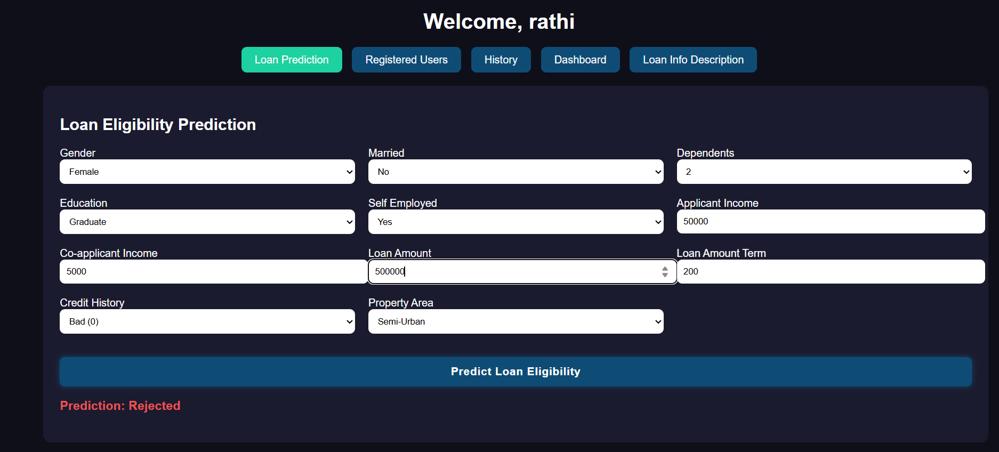 Welcome, rathi
Loan Prediction Registered Users History Dashboard Loan Info Description
Loan Eligibility Prediction
Gender Married Dependents
Female No 2
Education Self Employed Applicant Income
Graduate Yes 50000
Co-applicant Income Loan Amount Loan Amount Term
5000 500000 200
Credit History Property Area
Bad (0) Semi-Urban
Predict Loan Eligibility
Prediction: Rejected